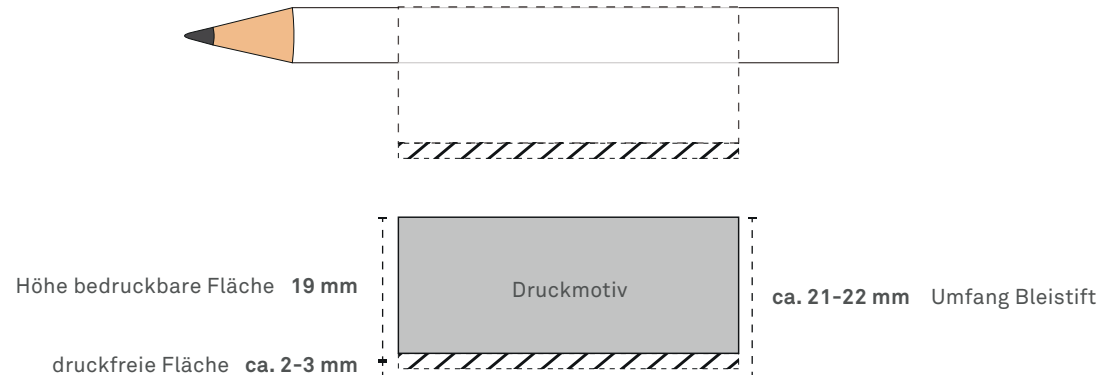 Höhe bedruckbare Fläche 19 mm
Druckmotiv
ca. 21-22 mm Umfang Bleistift
druckfreie Fläche ca. 2-3 mm